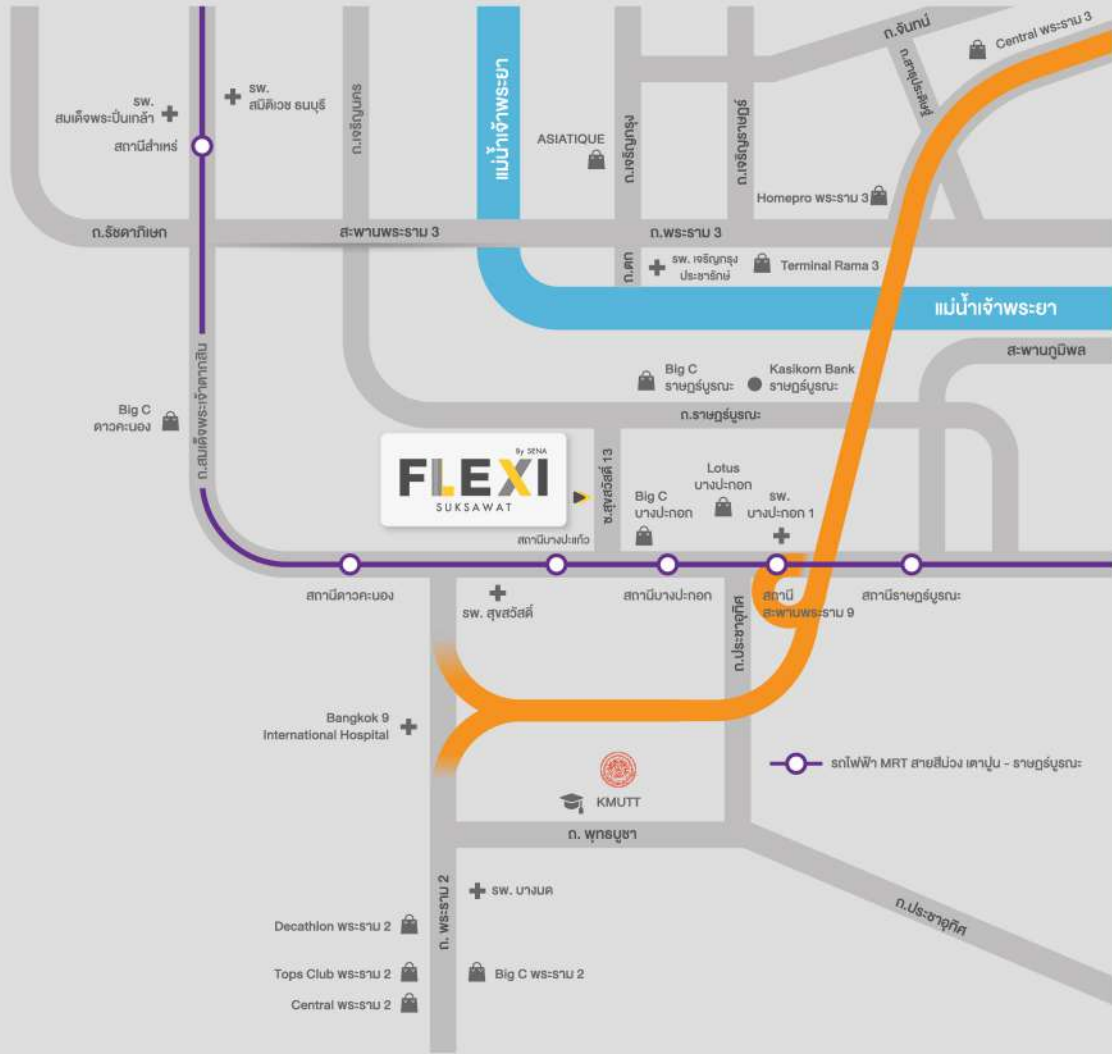 ถ.จันทน์
Central พระราม 3
ถ.สาธุประดิษฐ์
รพ.
สมเด็จพระปิ่นเกล้า
รพ.
สมิติเวช ธนบุรี
ถ.เจริญนคร
แม่น้ำเจ้าพระยา
ASIATIQUE
ถ.เจริญกรุง
ถ.เจริญราษฎร์
สถานีสำเหร่
Homepro พระราม 3
ถ.รัชดาภิเษก
สะพานพระราม 3
ถ.พระราม 3
ถ.ตก
รพ. เจริญกรุง
ประชารักษ์
Terminal Rama 3
แม่น้ำเจ้าพระยา
สะพานภูมิพล
ถ.สมเด็จพระเจ้าตากสิน
Big C
ราษฎร์บูรณะ
Kasikorn Bank
ราษฎร์บูรณะ
Big C
ดาวคะนอง
ถ.ราษฎร์บูรณะ
By SENA
FLEXI
SUKSAWAT
ซ.สุขสวัสดิ์ 13
Big C
บางปะกอก
Lotus
บางปะกอก
รพ.
บางปะกอก 1
สถานีบางปะแก้ว
สถานีดาวคะนอง
รพ. สุขสวัสดิ์
สถานีบางปะกอก
สถานี
สะพานพระราม 9
สถานีราษฎร์บูรณะ
ถ.ประชาอุทิศ
Bangkok 9
International Hospital
รถไฟฟ้า MRT สายสีม่วง เตาปูน - ราษฎร์บูรณะ
KMUTT
ถ. พุทธบูชา
ถ. พระราม 2
รพ. บางมด
ถ.ประชาอุทิศ
Decathlon พระราม 2
Tops Club พระราม 2
Big C พระราม 2
Central พระราม 2